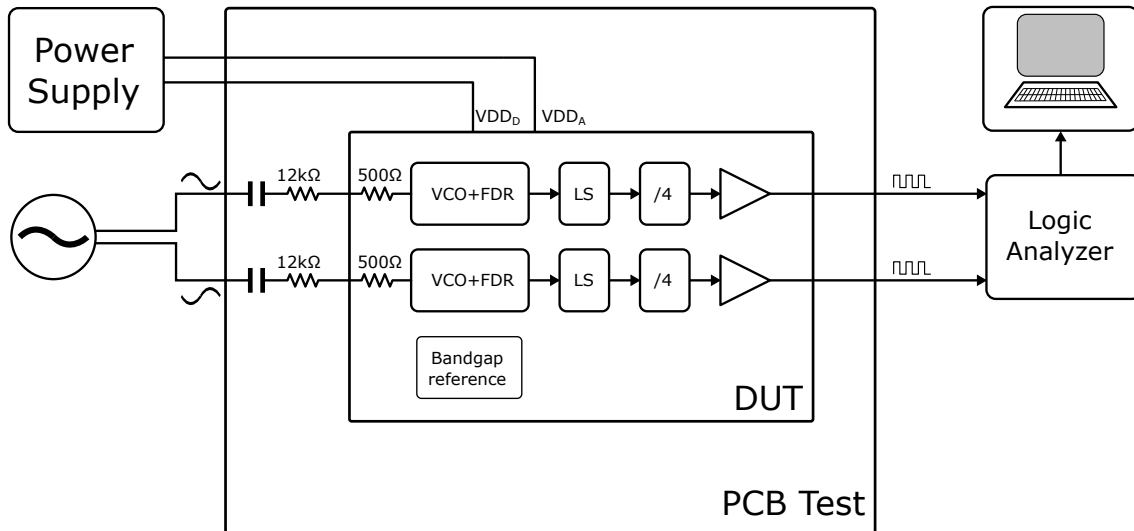 Power
Supply
VDD_D
VDD_A
12kΩ
500Ω
VCO+FDR
LS
/4
12kΩ
500Ω
VCO+FDR
LS
/4
Logic
Analyzer
Bandgap
reference
DUT
PCB Test